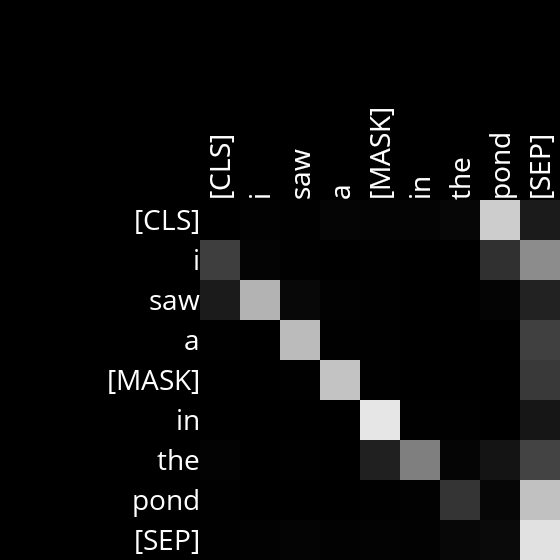 [CLS] i saw a [MASK] in the pond [SEP]
[CLS]
i
saw
a
[MASK]
in
the
pond
[SEP]